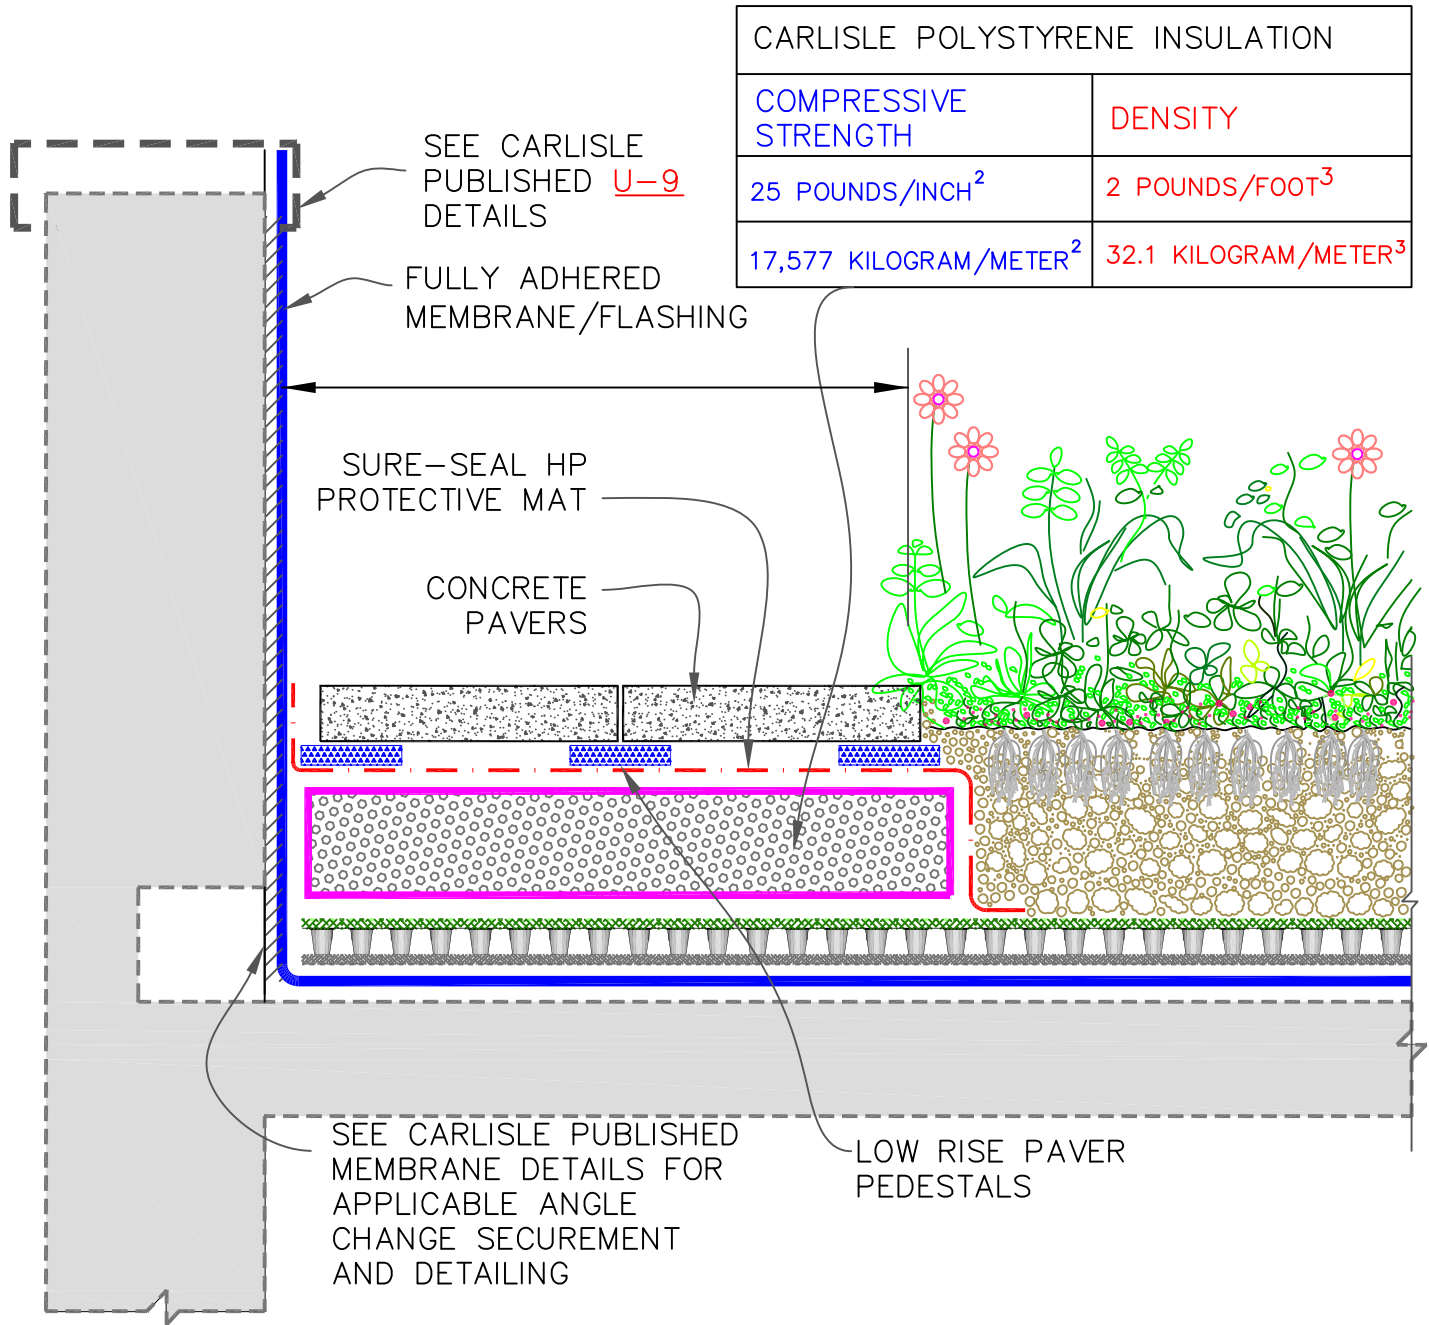 CARLISLE POLYSTYRENE INSULATION
COMPRESSIVE
STRENGTH
DENSITY
25 POUNDS/INCH²
2 POUNDS/FOOT³
17,577 KILOGRAM/METER²
32.1 KILOGRAM/METER³
SEE CARLISLE
PUBLISHED U-9
DETAILS
FULLY ADHERED
MEMBRANE/FLASHING
SURE-SEAL HP
PROTECTIVE MAT
CONCRETE
PAVERS
SEE CARLISLE PUBLISHED
MEMBRANE DETAILS FOR
APPLICABLE ANGLE
CHANGE SECUREMENT
AND DETAILING
LOW RISE PAVER
PEDESTALS